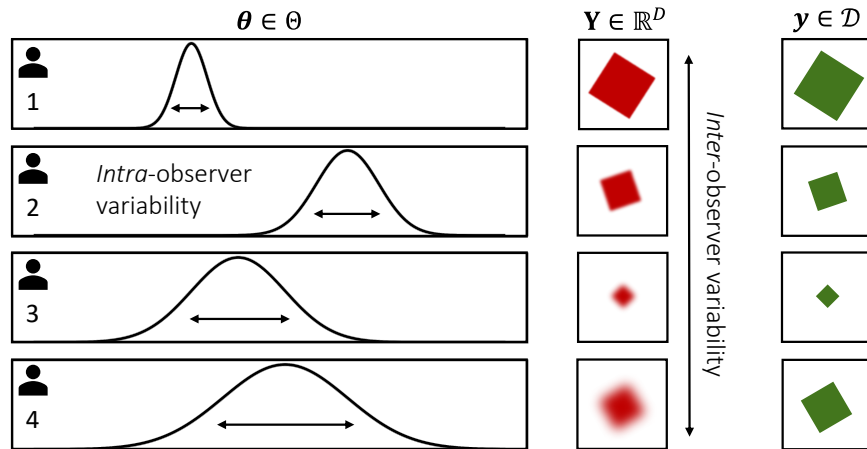 𝜽 ∈ Θ
𝐘 ∈ ℝ^D
𝒚 ∈ 𝒟
1
2
Intra-observer
variability
3
4
Inter-observer variability